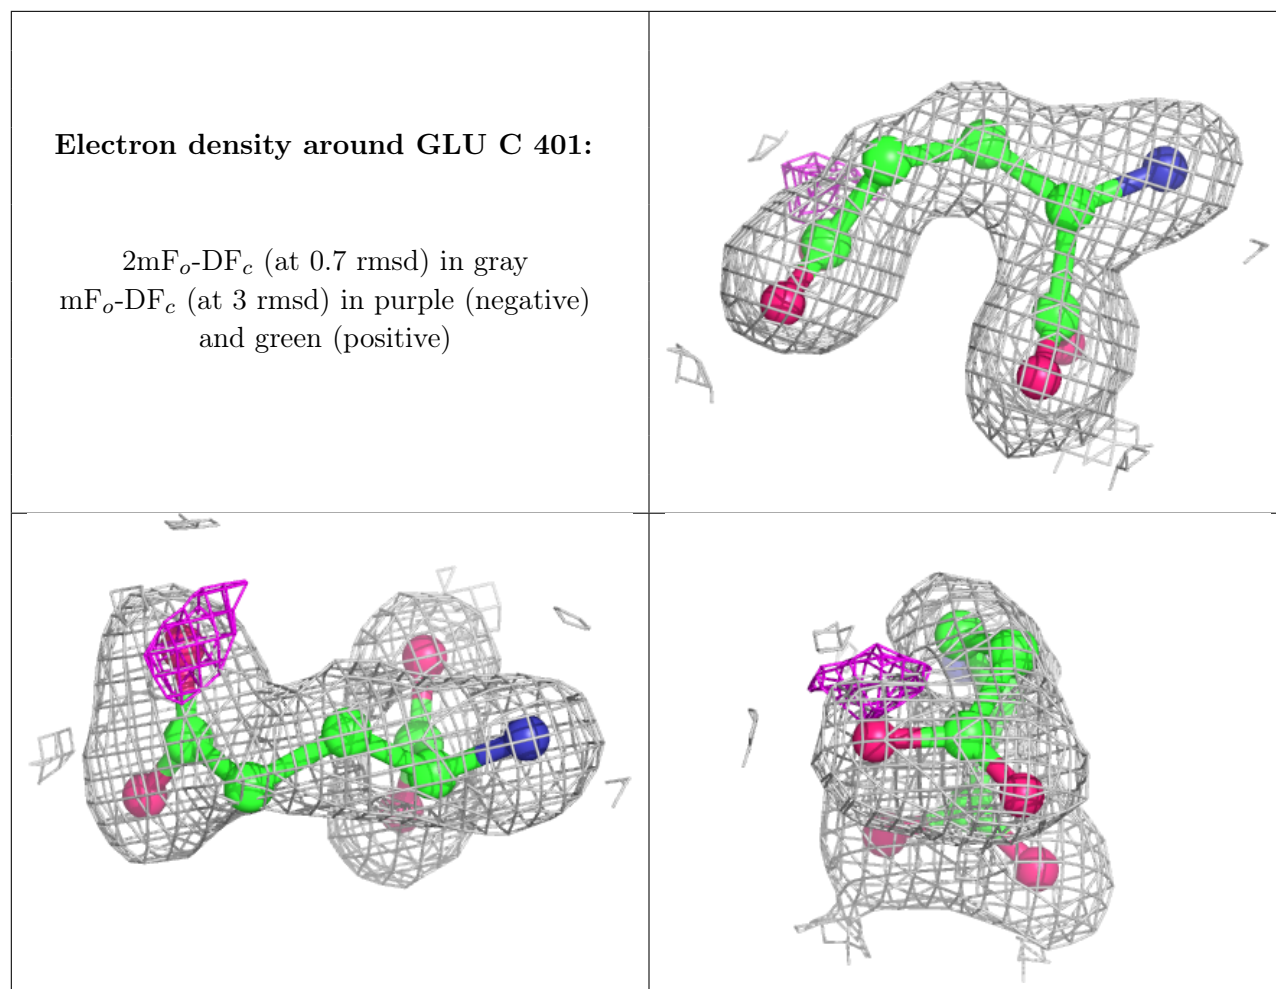 Electron density around GLU C 401:
2mFo-DFc (at 0.7 rmsd) in gray
mFo-DFc (at 3 rmsd) in purple (negative)
and green (positive)